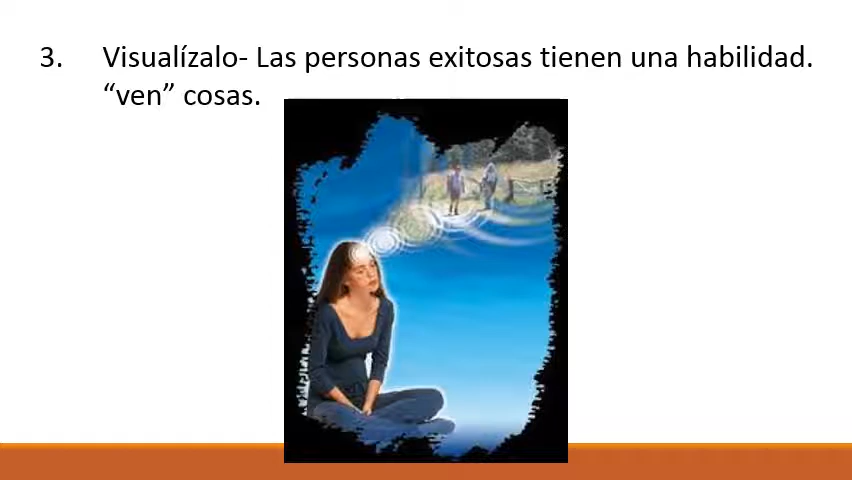 3. Visualízalo- Las personas exitosas tienen una habilidad.
“ven” cosas.